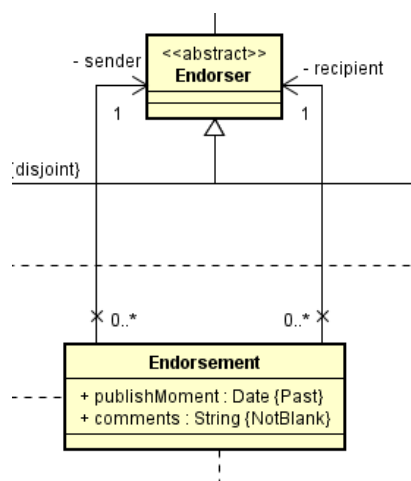 <<abstract>>
Endorser
- sender
- recipient
1
1
{disjoint}
0..*
0..*
Endorsement
+ publishMoment : Date {Past}
+ comments : String {NotBlank}